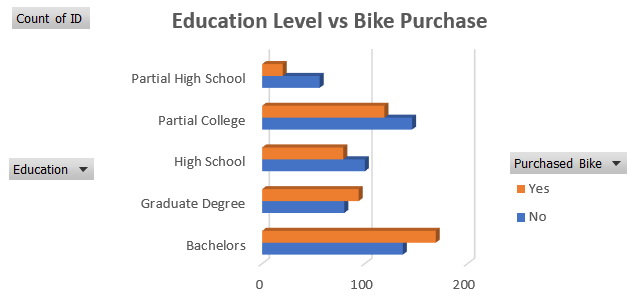 Count of ID
Education Level vs Bike Purchase
Partial High School
Partial College
High School
Graduate Degree
Bachelors
0
100
200
Education
Purchased Bike
Yes
No